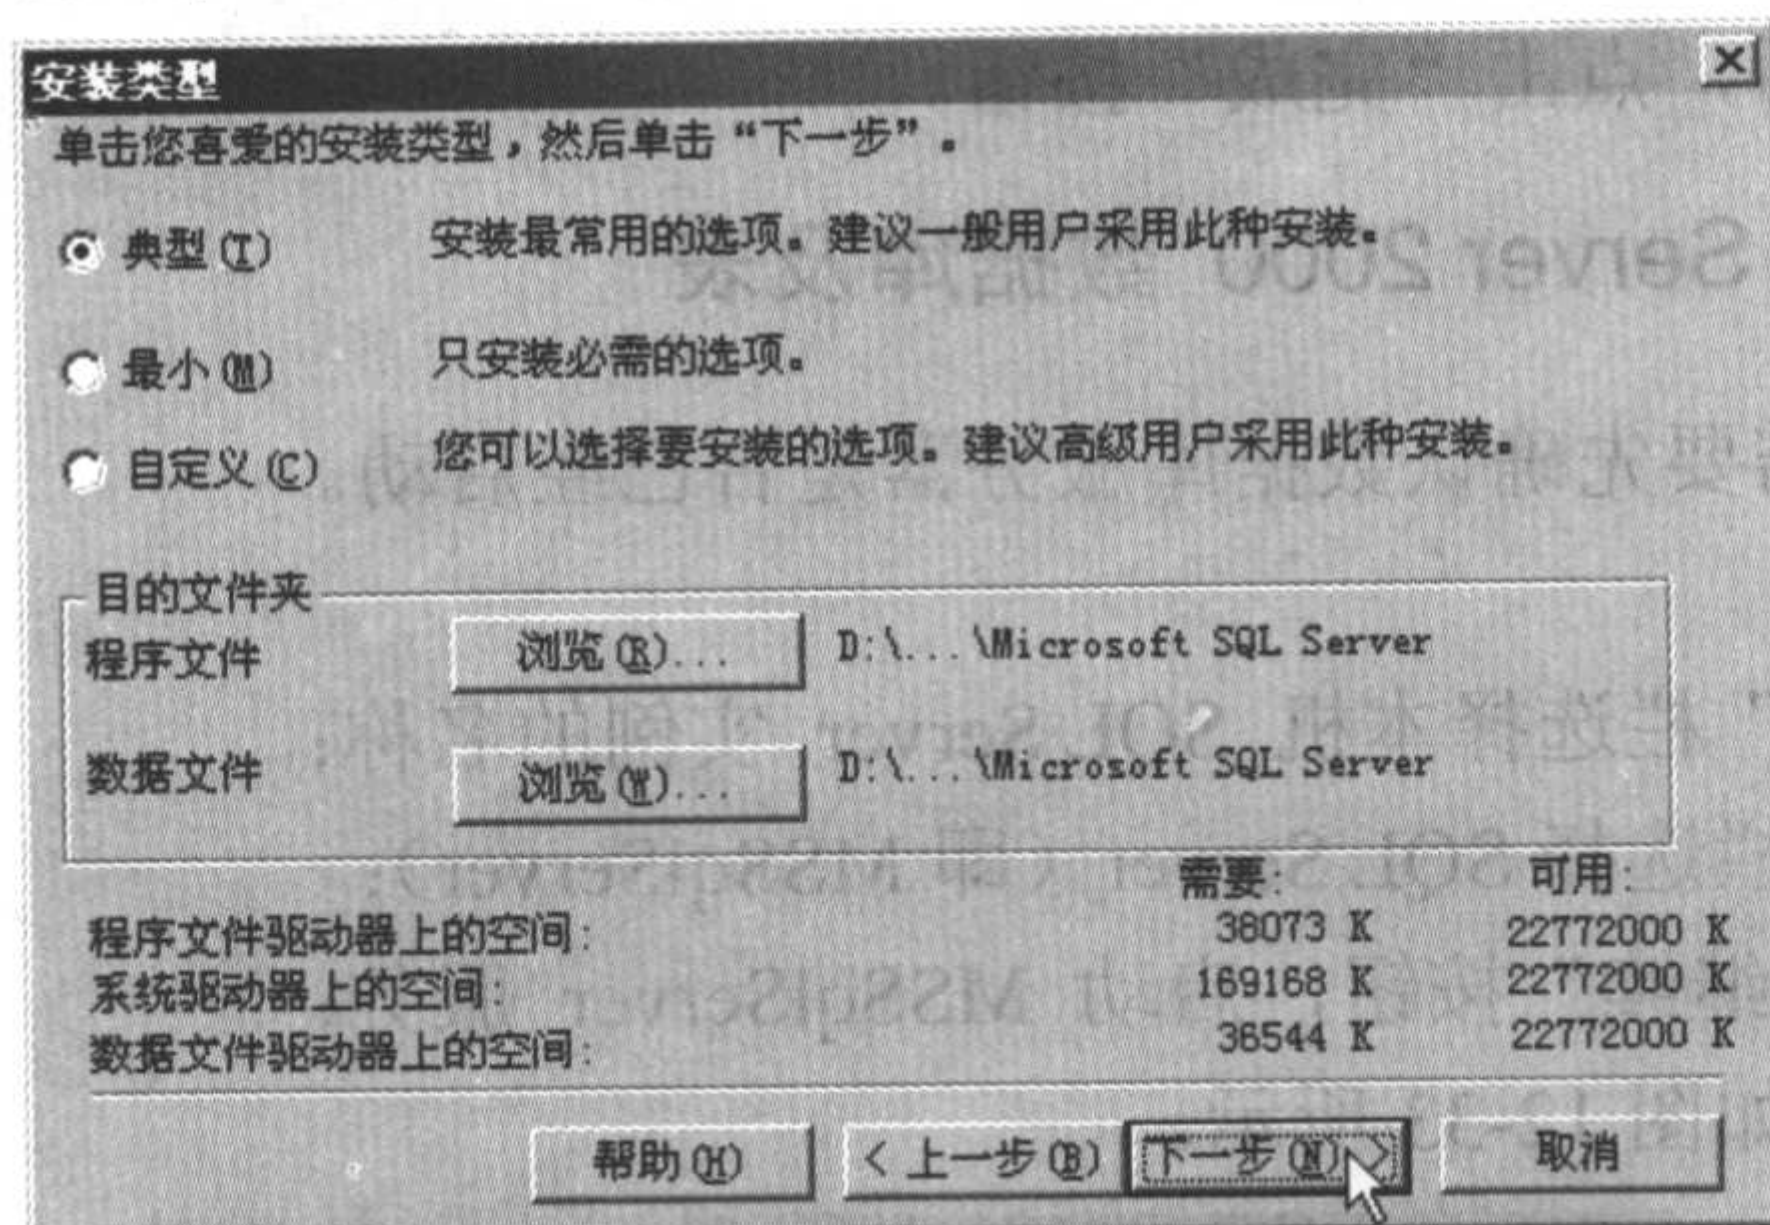 安装类型
单击您喜爱的安装类型，然后单击“下一步”。
典型(T) 安装最常用的选项。建议一般用户采用此种安装。
最小(M) 只安装必需的选项。
自定义(C) 您可以选择要安装的选项。建议高级用户采用此种安装。
目的文件夹
程序文件 浏览(R)... D:\...\Microsoft SQL Server
数据文件 浏览(W)... D:\...\Microsoft SQL Server
需要: 可用:
程序文件驱动器上的空间: 38073 K 22772000 K
系统驱动器上的空间: 169168 K 22772000 K
数据文件驱动器上的空间: 36544 K 22772000 K
帮助(H) < 上一步(B) 下一步(N) > 取消